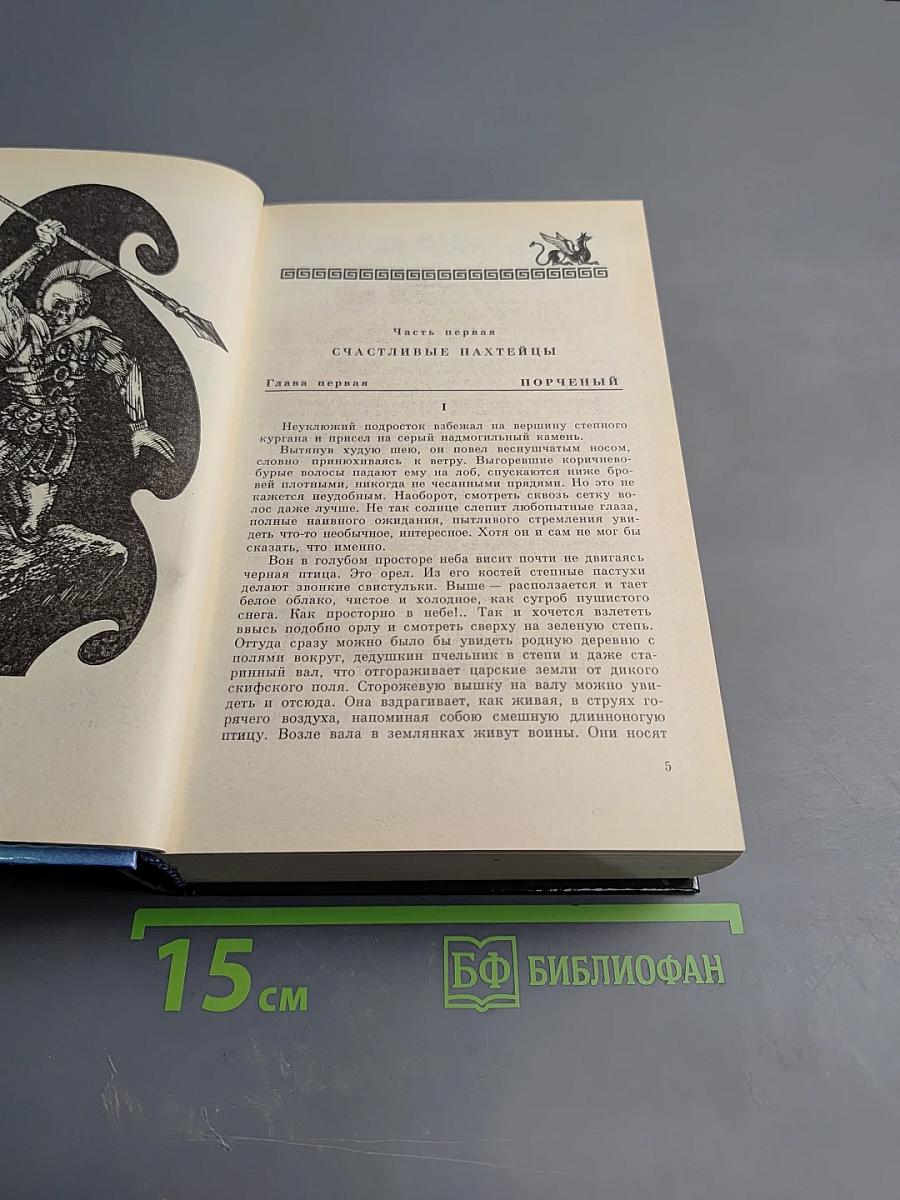 Часть первая
СЧАСТЛИВЫЕ ПАХТЕЙЦЫ
Глава первая ПОРЧЕНЫЙ
I
Неуклюжий подросток взбежал на вершину степного
кургана и присел на серый надмогильный камень.
Вытянув худую шею, он повел веснушчатым носом,
словно принюхиваясь к ветру. Выгоревшие коричнево-
бурые волосы падают ему на лоб, спускаются ниже бро-
вей плотными, никогда не чесанными прядями. Но это не
кажется неудобным. Наоборот, смотреть сквозь сетку во-
лос даже лучше. Не так солнце слепит любопытные глаза,
полные наивного ожидания, пытливого стремления уви-
деть что-то необычное, интересное. Хотя он и сам не мог бы
сказать, что именно.
Вон в голубом просторе неба висит почти не двигаясь
черная птица. Это орел. Из его костей степные пастухи
делают звонкие свистульки. Выше — расползается и тает
белое облако, чистое и холодное, как сугроб пушистого
снега. Как просторно в небе!.. Так и хочется взлететь
ввысь подобно орлу и смотреть сверху на зеленую степь.
Оттуда сразу можно было бы увидеть родную деревню с
полями вокруг, дедушкин пчельник в степи и даже ста-
ринный вал, что отгораживает царские земли от дикого
скифского поля. Сторожевую вышку на валу можно уви-
деть и отсюда. Она вздрагивает, как живая, в струях го-
рячего воздуха, напоминая собою смешную длинноногую
птицу. Возле вала в землянках живут воины. Они носят
5
15 см
БФ БИБЛИОФАН